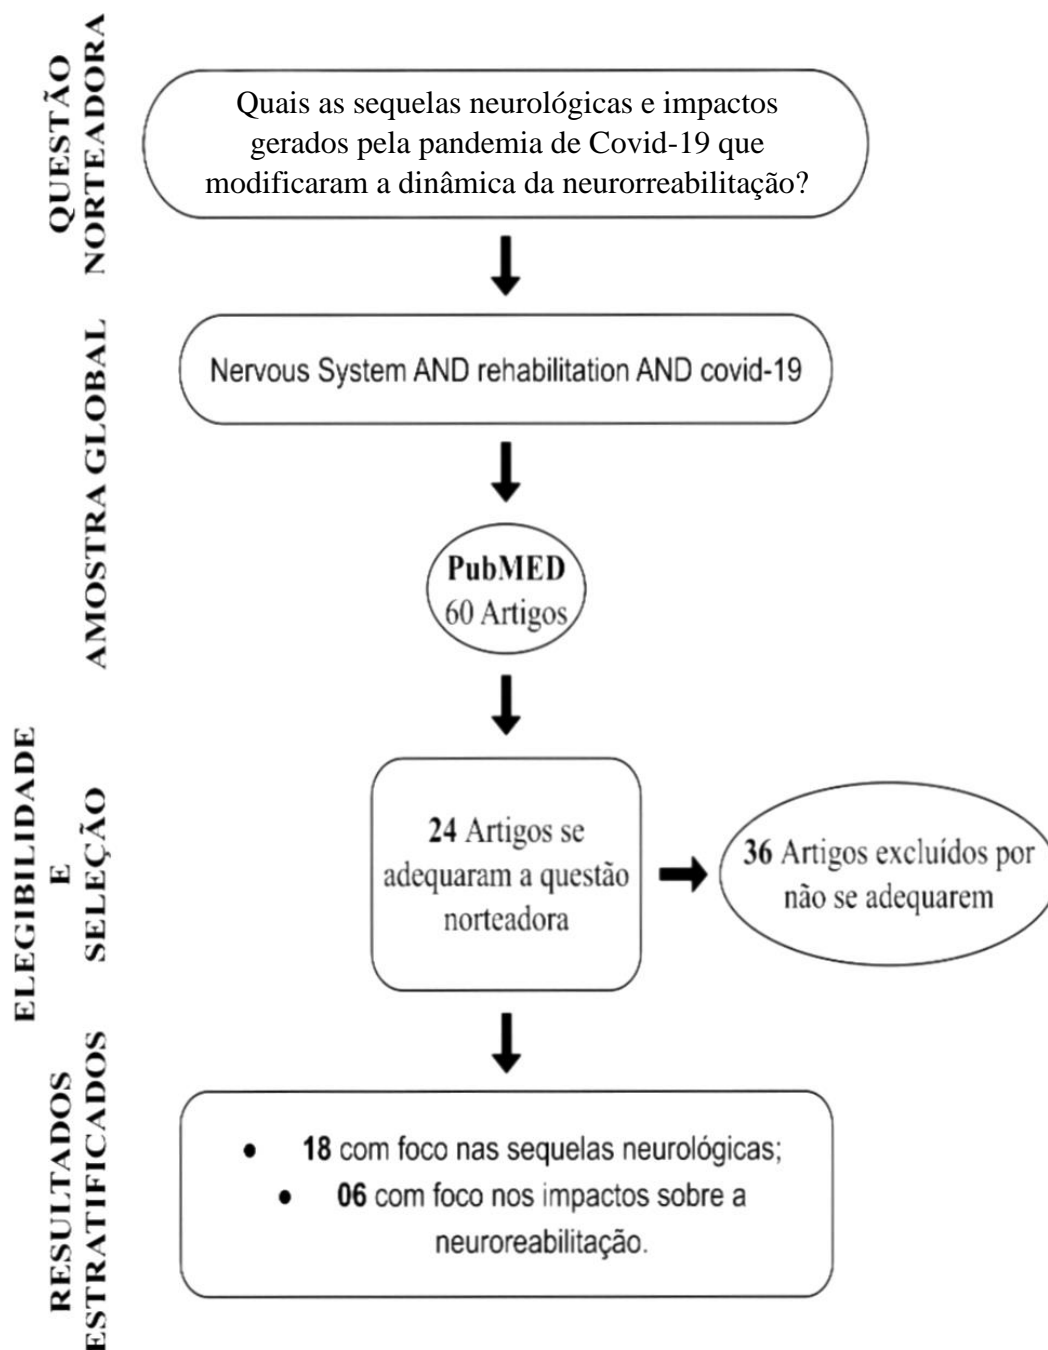 QUESTÃO
NORTEADORA
Quais as sequelas neurológicas e impactos
gerados pela pandemia de Covid-19 que
modificaram a dinâmica da neurorreabilitação?
AMOSTRA GLOBAL
Nervous System AND rehabilitation AND covid-19
PubMED
60 Artigos
ELEGIBILIDADE
E
SELEÇÃO
24 Artigos se
adequaram a questão
norteadora
36 Artigos excluídos por
não se adequarem
RESULTADOS
ESTRATIFICADOS
• 18 com foco nas sequelas neurológicas;
• 06 com foco nos impactos sobre a
neuroreabilitação.